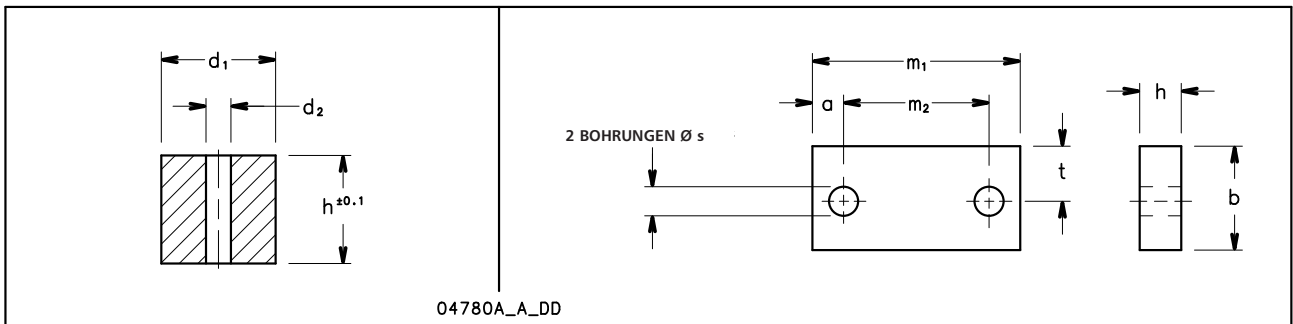 d₁
d₂
h±0.1
04780A_A_DD
m₁
a
m₂
2 BOHRUNGEN Ø s
t
h
b